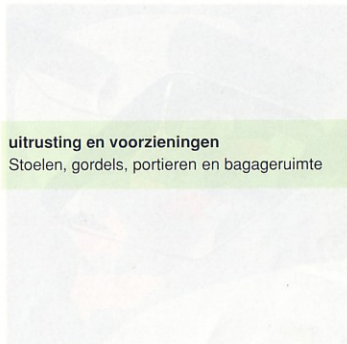 uitrusting en voorzieningen
Stoelen, gordels, portieren en bagageruimte